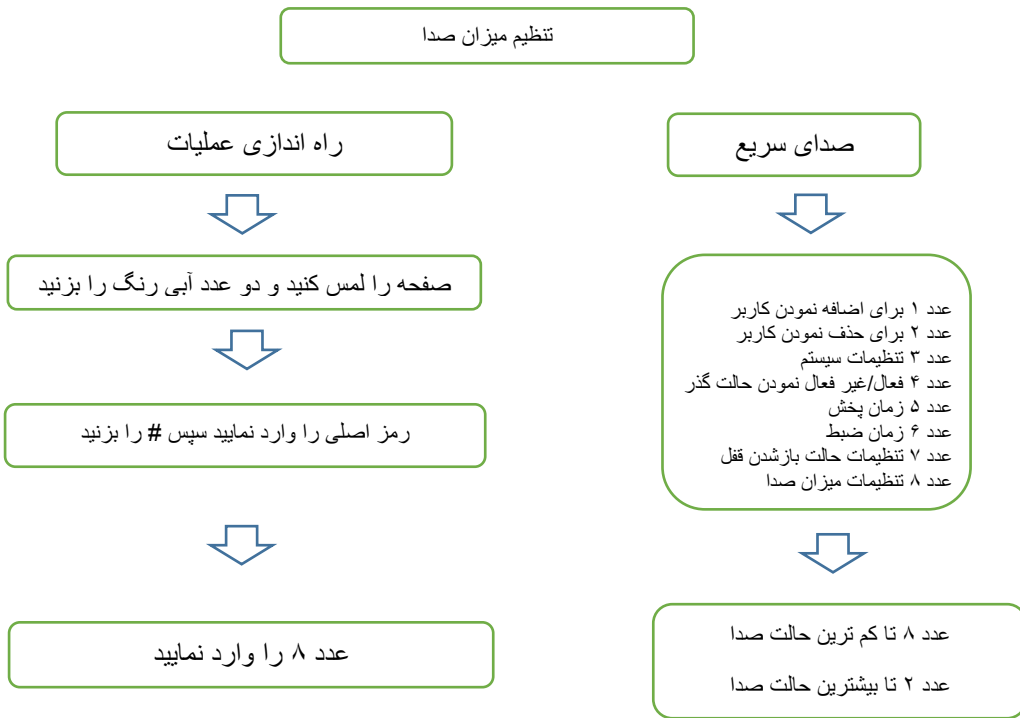 تنظیم میزان صدا
صدای سریع
راه اندازی عملیات
صفحه را لمس کنید و دو عدد آبی رنگ را بزنید
عدد ۱ برای اضافه نمودن کاربر
عدد ۲ برای حذف نمودن کاربر
عدد ۳ تنظیمات سیستم
عدد ۴ فعال/غیر فعال نمودن حالت گذر
عدد ۵ زمان پخش
عدد ۶ زمان ضبط
عدد ۷ تنظیمات حالت بازشدن قفل
عدد ۸ تنظیمات میزان صدا
رمز اصلی را وارد نمایید سپس # را بزنید
عدد ۸ تا کم ترین حالت صدا
عدد ۲ تا بیشترین حالت صدا
عدد ۸ را وارد نمایید